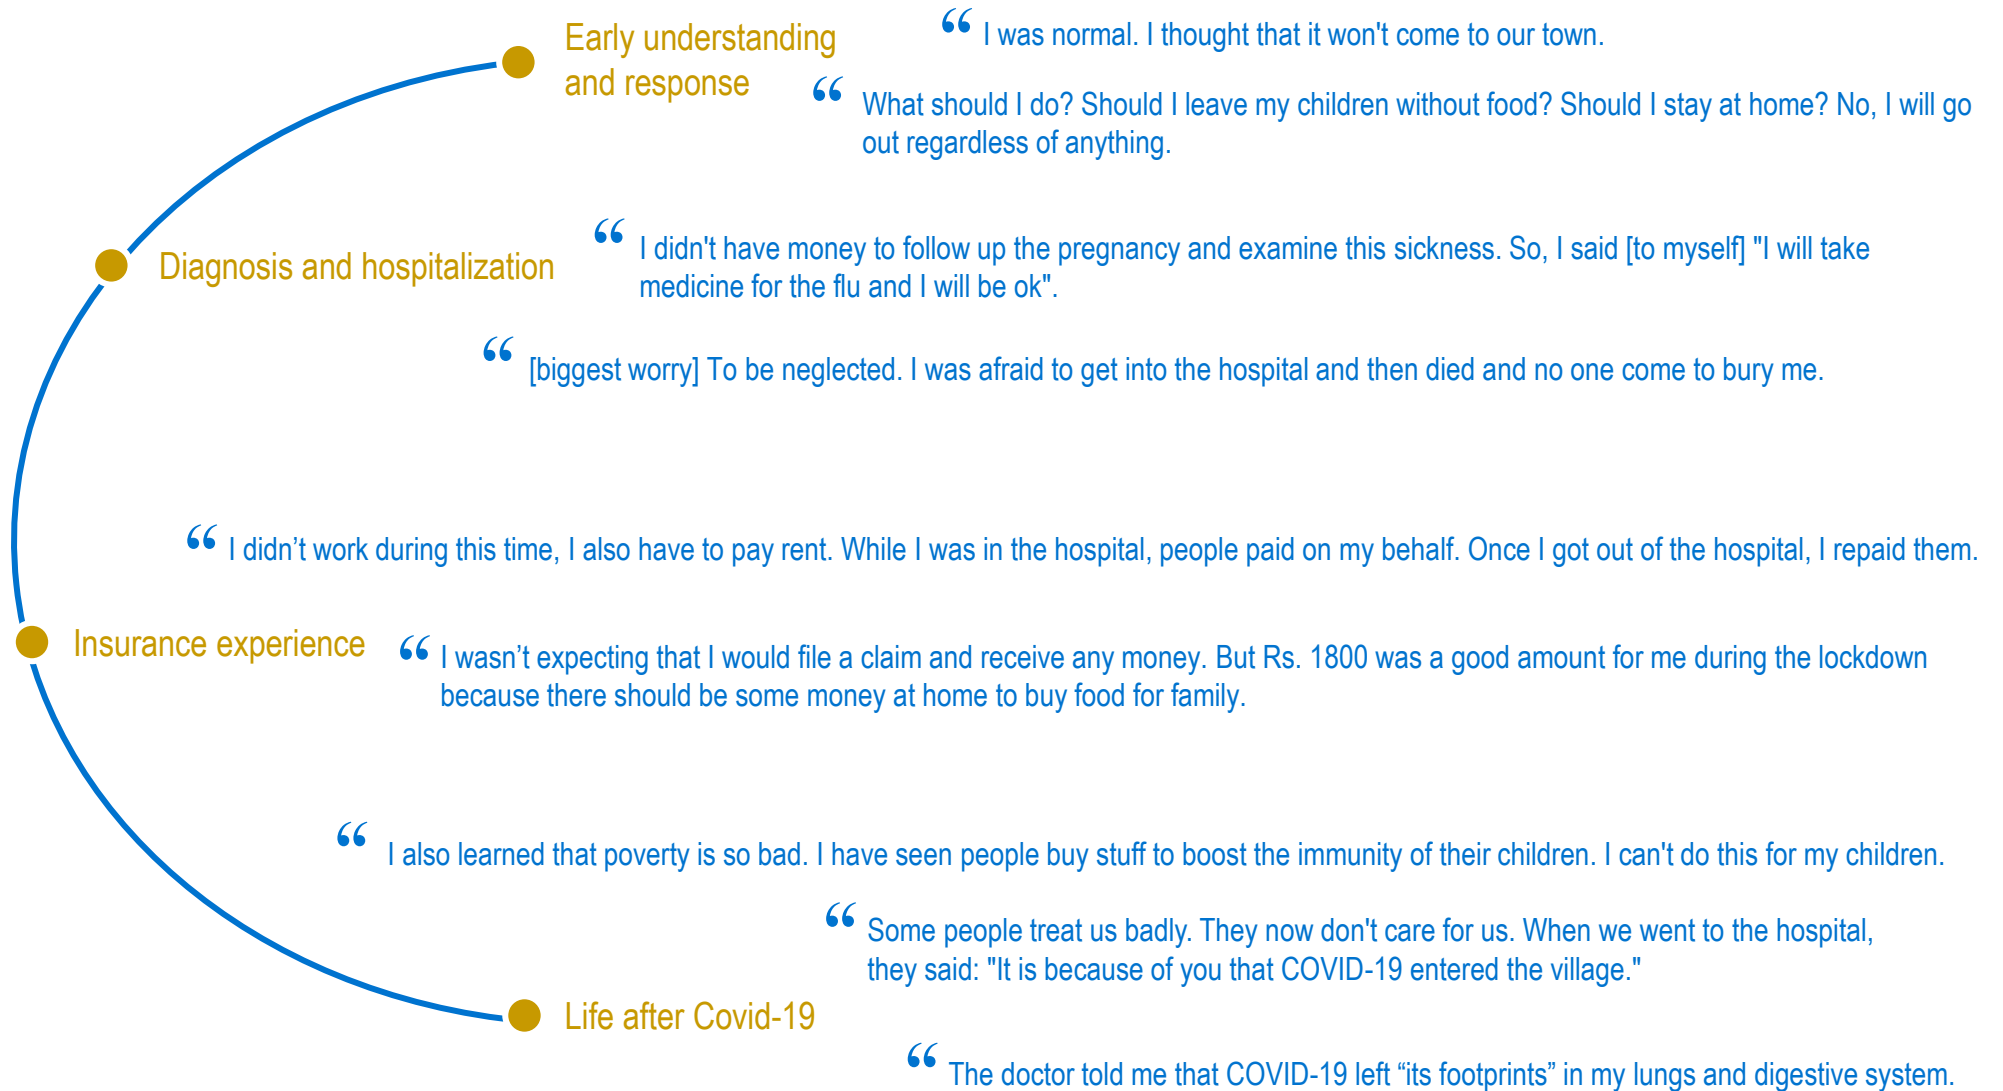 Early understanding
and response
“ I was normal. I thought that it won't come to our town.
“ What should I do? Should I leave my children without food? Should I stay at home? No, I will go
out regardless of anything.
Diagnosis and hospitalization
“ I didn't have money to follow up the pregnancy and examine this sickness. So, I said [to myself] "I will take
medicine for the flu and I will be ok".
“ [biggest worry] To be neglected. I was afraid to get into the hospital and then died and no one come to bury me.
“ I didn’t work during this time, I also have to pay rent. While I was in the hospital, people paid on my behalf. Once I got out of the hospital, I repaid them.
Insurance experience
“ I wasn’t expecting that I would file a claim and receive any money. But Rs. 1800 was a good amount for me during the lockdown
because there should be some money at home to buy food for family.
“ I also learned that poverty is so bad. I have seen people buy stuff to boost the immunity of their children. I can't do this for my children.
“ Some people treat us badly. They now don't care for us. When we went to the hospital,
they said: "It is because of you that COVID-19 entered the village."
Life after Covid-19
“ The doctor told me that COVID-19 left “its footprints” in my lungs and digestive system.